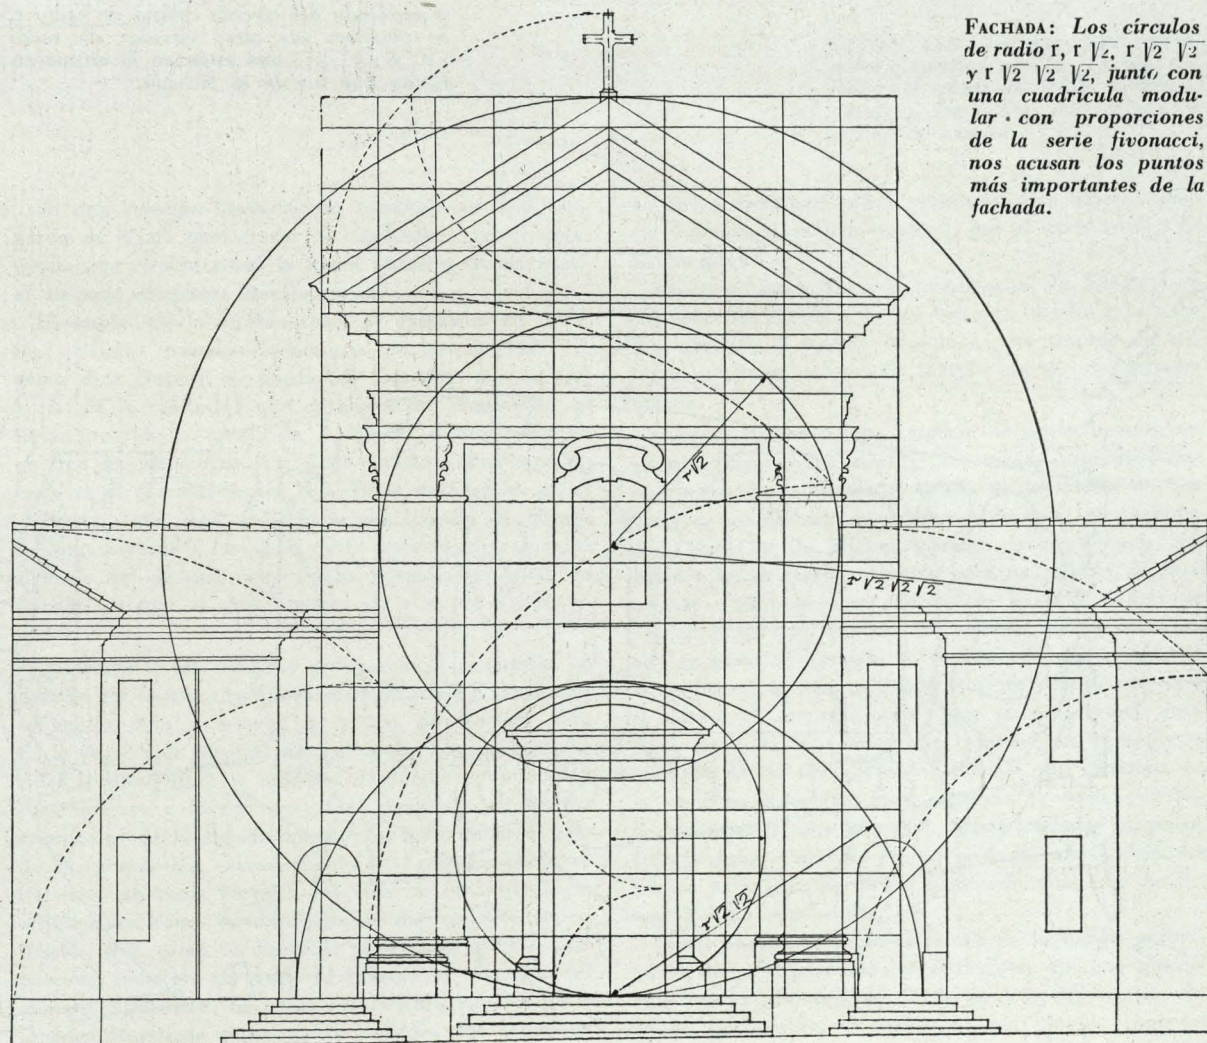 FACHADA: Los círculos
de radio r, r √2, r √2 √2
y r √2 √2 √2, junto con
una cuadrícula modu-
lar · con proporciones
de la serie fivonacci,
nos acusan los puntos
más importantes de la
fachada.
r√2
r√2 √2 √2
r√2 √2